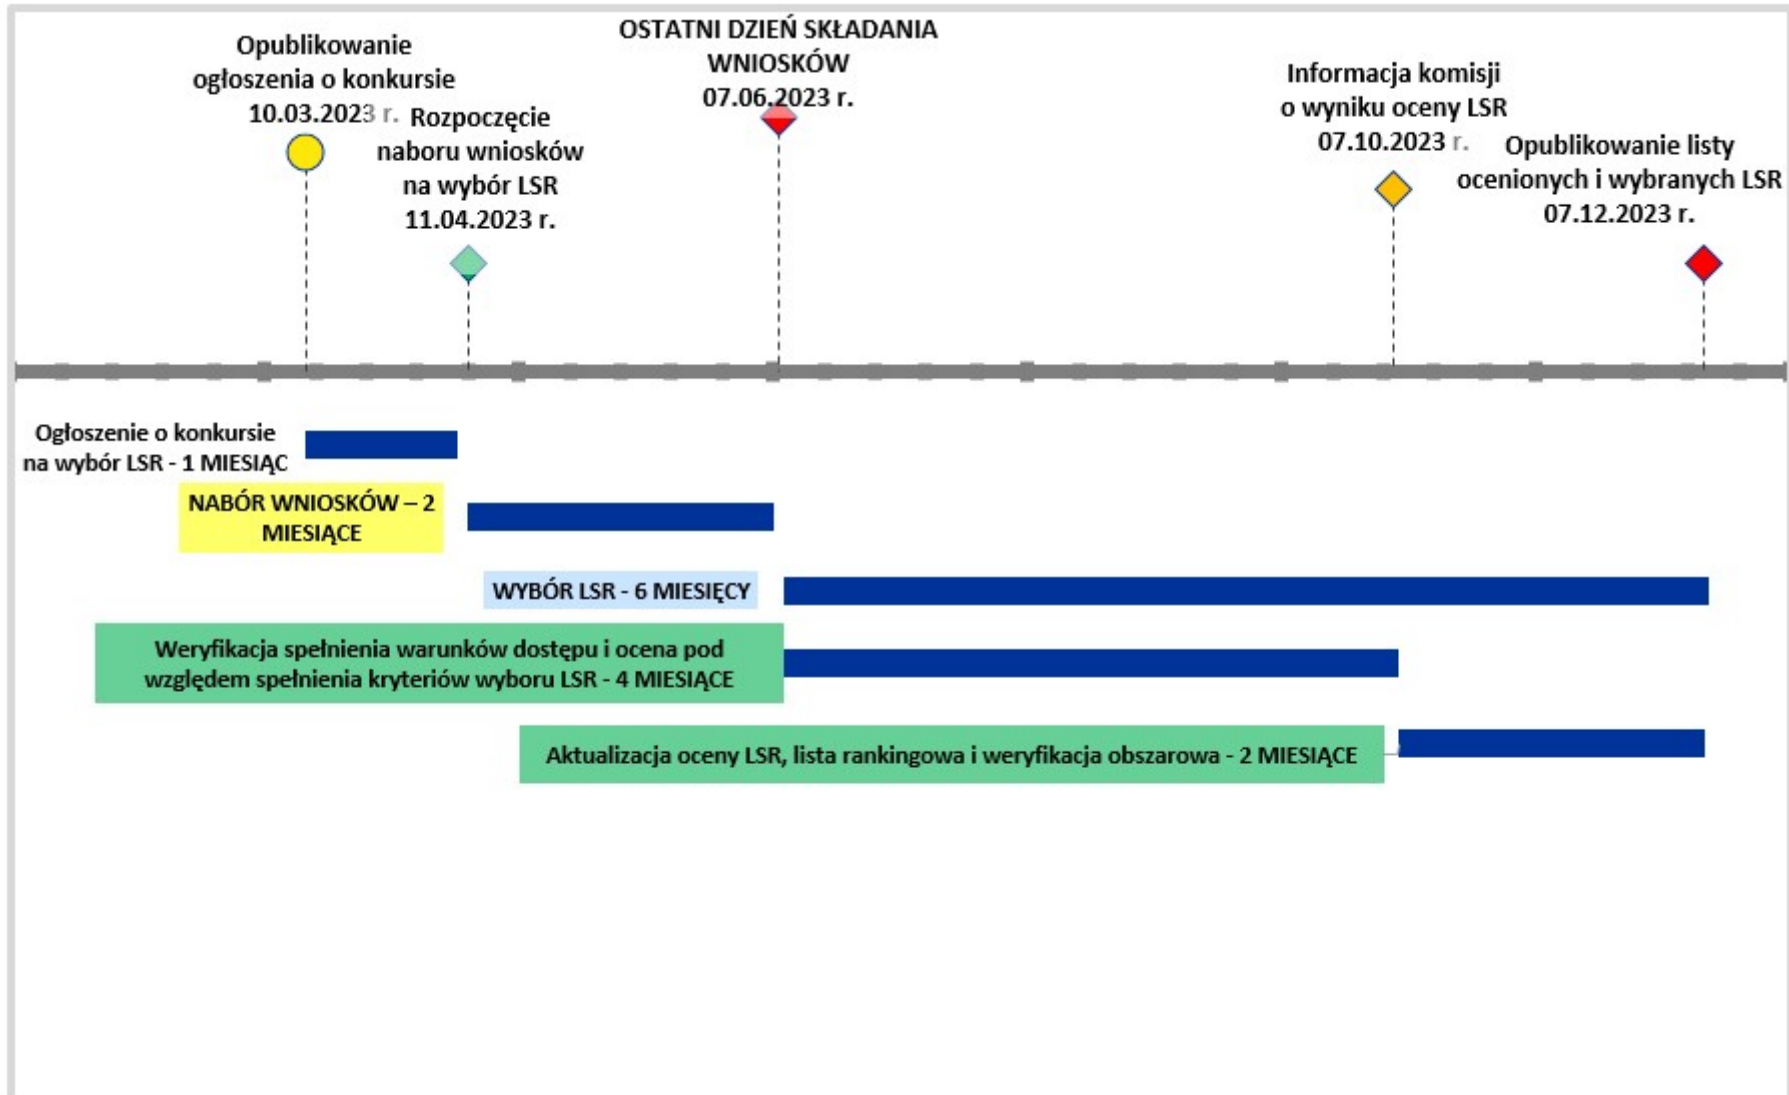 Opublikowanie
ogłoszenia o konkursie
10.03.2023 r.
Rozpoczęcie
naboru wniosków
na wybór LSR
11.04.2023 r.
OSTATNI DZIEŃ SKŁADANIA
WNIOSKÓW
07.06.2023 r.
Informacja komisji
o wyniku oceny LSR
07.10.2023 r.
Opublikowanie listy
ocenionych i wybranych LSR
07.12.2023 r.
Ogłoszenie o konkursie
na wybór LSR - 1 MIESIĄC
NABÓR WNIOSKÓW – 2
MIESIĄCE
WYBÓR LSR - 6 MIESIĘCY
Weryfikacja spełnienia warunków dostępu i ocena pod
względem spełnienia kryteriów wyboru LSR - 4 MIESIĄCE
Aktualizacja oceny LSR, lista rankingowa i weryfikacja obszarowa - 2 MIESIĄCE